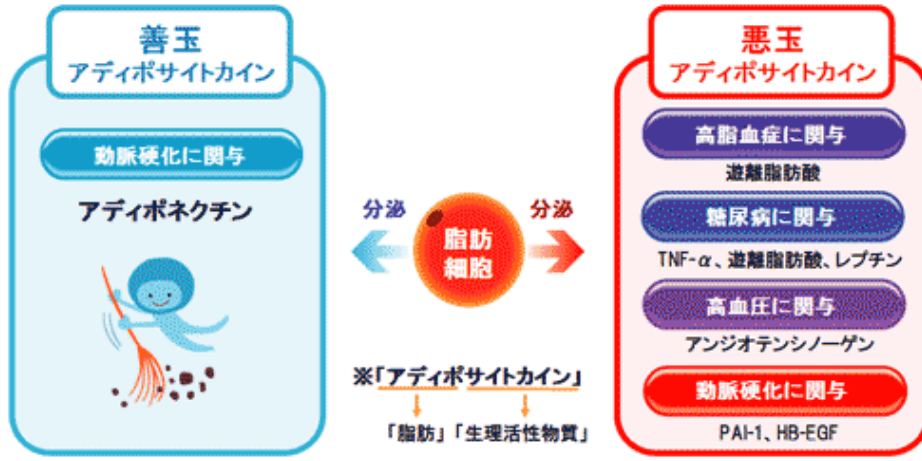 善玉
アディポサイトカイン
動脈硬化に関与
アディポネクチン
分泌
脂肪
細胞
分泌
※「アディポサイトカイン」
「脂肪」「生理活性物質」
悪玉
アディポサイトカイン
高脂血症に関与
遊離脂肪酸
糖尿病に関与
TNF-α、遊離脂肪酸、レプチン
高血圧に関与
アンジオテンシノーゲン
動脈硬化に関与
PAI-1、HB-EGF